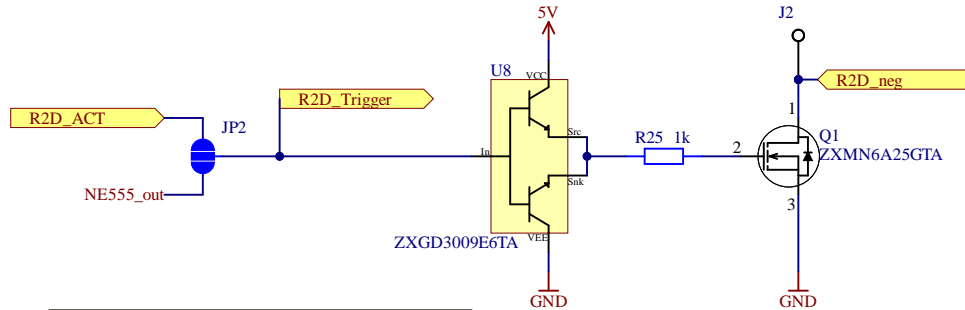 5V
J2
U8
VCC
R2D_neg
R2D_Trigger
R2D_ACT
1
JP2
Src
R25 1k
Q1
In
2
ZXMN6A25GTA
Snk
NE555_out
3
VEE
ZXGD3009E6TA
GND
GND